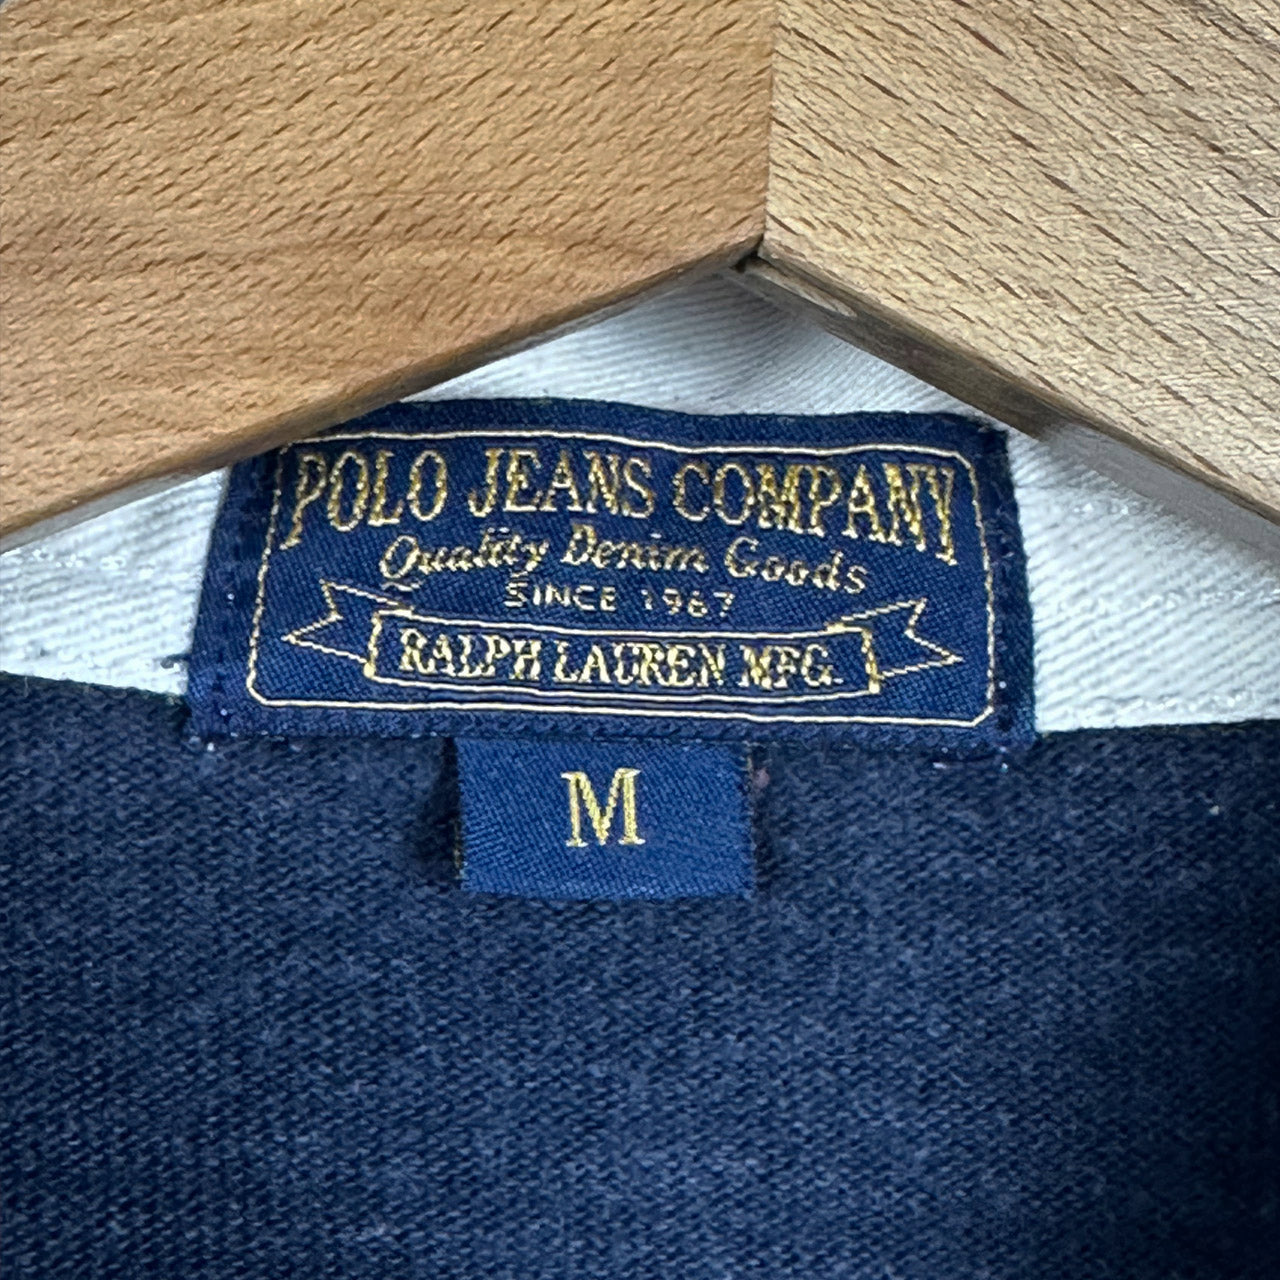 POLO JEANS COMPANY
Quality Denim Goods
SINCE 1967
RALPH LAUREN MFG.
M